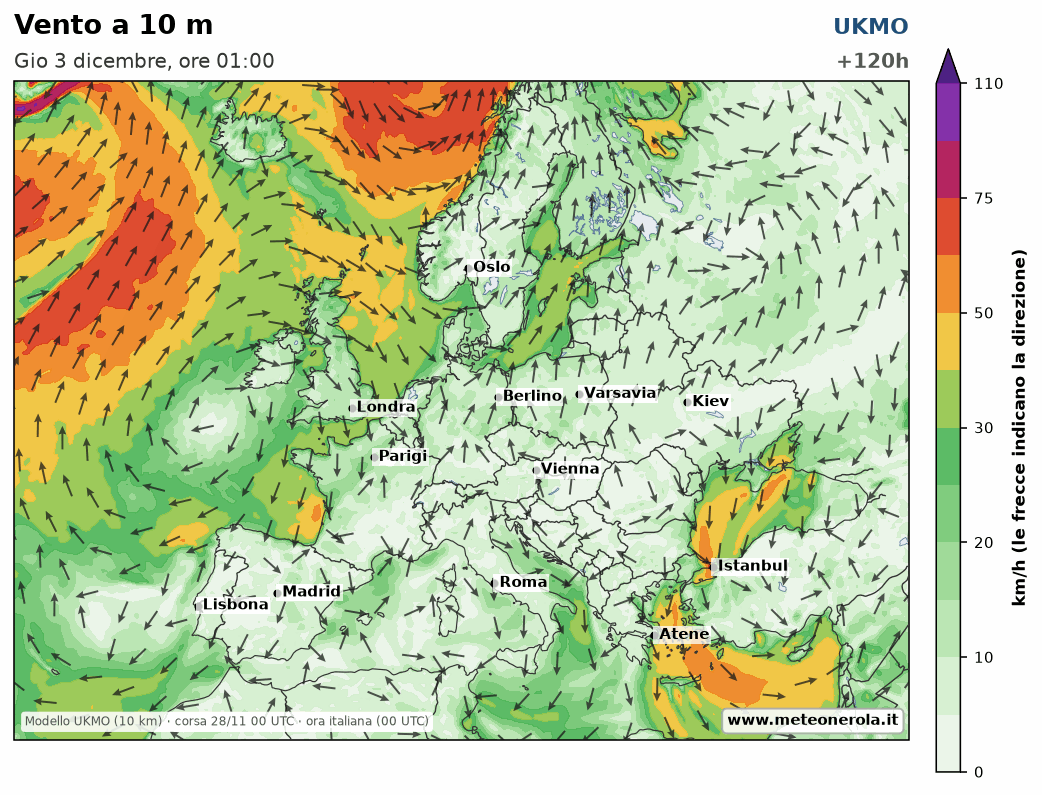 Vento a 10 m
UKMO
Gio 3 dicembre, ore 01:00
+120h
110
75
50
30
20
10
0
km/h (le frecce indicano la direzione)
Oslo
Londra
Berlino
Varsavia
Kiev
Parigi
Vienna
Istanbul
Roma
Madrid
Lisbona
Atene
Modello UKMO (10 km) · corsa 28/11 00 UTC · ora italiana (00 UTC)
www.meteonerola.it